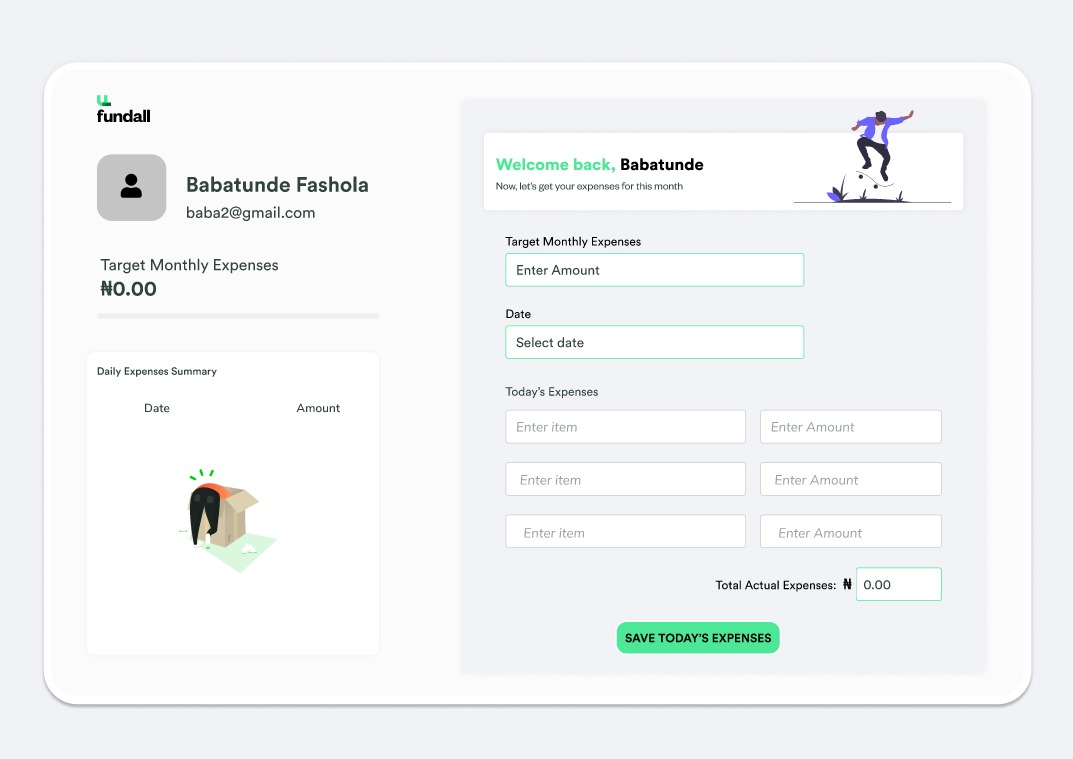 fundall
Babatunde Fashola
baba2@gmail.com
Target Monthly Expenses
₦0.00
Daily Expenses Summary
Date Amount
Welcome back, Babatunde
Now, let's get your expenses for this month
Target Monthly Expenses
Enter Amount
Date
Select date
Today's Expenses
Enter item Enter Amount
Enter item Enter Amount
Enter item Enter Amount
Total Actual Expenses: ₦ 0.00
SAVE TODAY'S EXPENSES